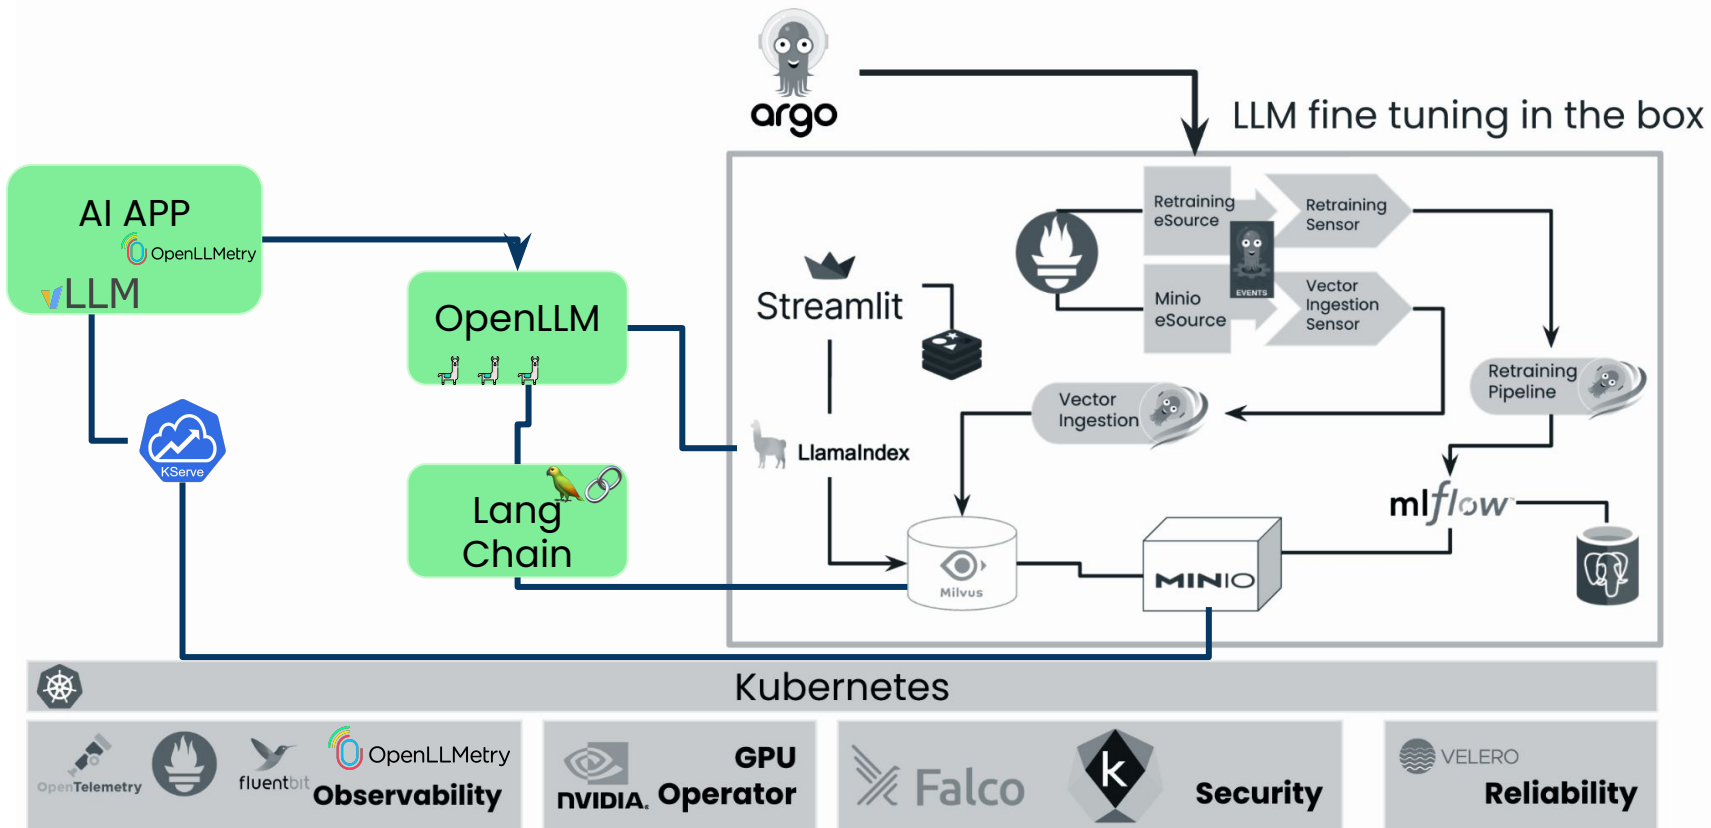 argo
LLM fine tuning in the box
AI APP
OpenLLMetry
vLLM
Retraining
eSource
Retraining
Sensor
EVENTS
Minio
eSource
Vector
Ingestion
Sensor
Streamlit
OpenLLM
Retraining
Pipeline
Vector
Ingestion
LlamaIndex
KServe
Lang
Chain
mlflow
Milvus
MINIO
Kubernetes
OpenTelemetry
fluentbit
OpenLLMetry
Observability
NVIDIA.
GPU
Operator
Falco
k
Security
VELERO
Reliability